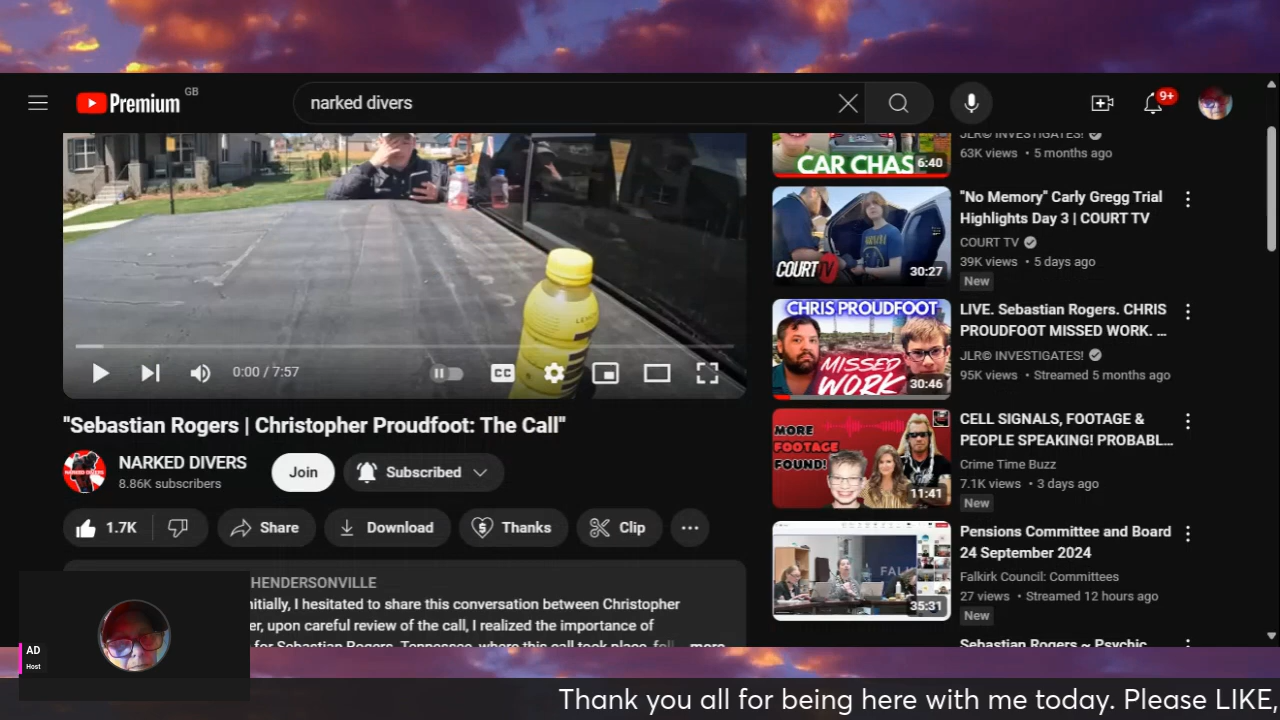 Premium
GB
narked divers
9+
JLR© INVESTIGATES!
63K views • 5 months ago
CAR CHAS
6:40
"No Memory" Carly Gregg Trial
Highlights Day 3 | COURT TV
COURT TV
39K views • 5 days ago
New
COURT TV
30:27
CHRIS PROUDFOOT
MISSED
WORK
30:46
LIVE. Sebastian Rogers. CHRIS
PROUDFOOT MISSED WORK. ...
JLR© INVESTIGATES!
95K views • Streamed 5 months ago
0:00 / 7:57
CC
"Sebastian Rogers | Christopher Proudfoot: The Call"
NARKED DIVERS
8.86K subscribers
Join
Subscribed
MORE
FOOTAGE
FOUND!
11:41
CELL SIGNALS, FOOTAGE &
PEOPLE SPEAKING! PROBABL...
Crime Time Buzz
7.1K views • 3 days ago
New
1.7K
Share
Download
Thanks
Clip
FALK
35:31
Pensions Committee and Board
24 September 2024
Falkirk Council: Committees
27 views • Streamed 12 hours ago
New
HENDERSONVILLE
nitially, I hesitated to share this conversation between Christopher
er, upon careful review of the call, I realized the importance of
for Sebastian Rogers, Tennessee, where this call took place, foll ...more
Sebastian Rogers ~ Psychic
AD
Host
Thank you all for being here with me today. Please LIKE,